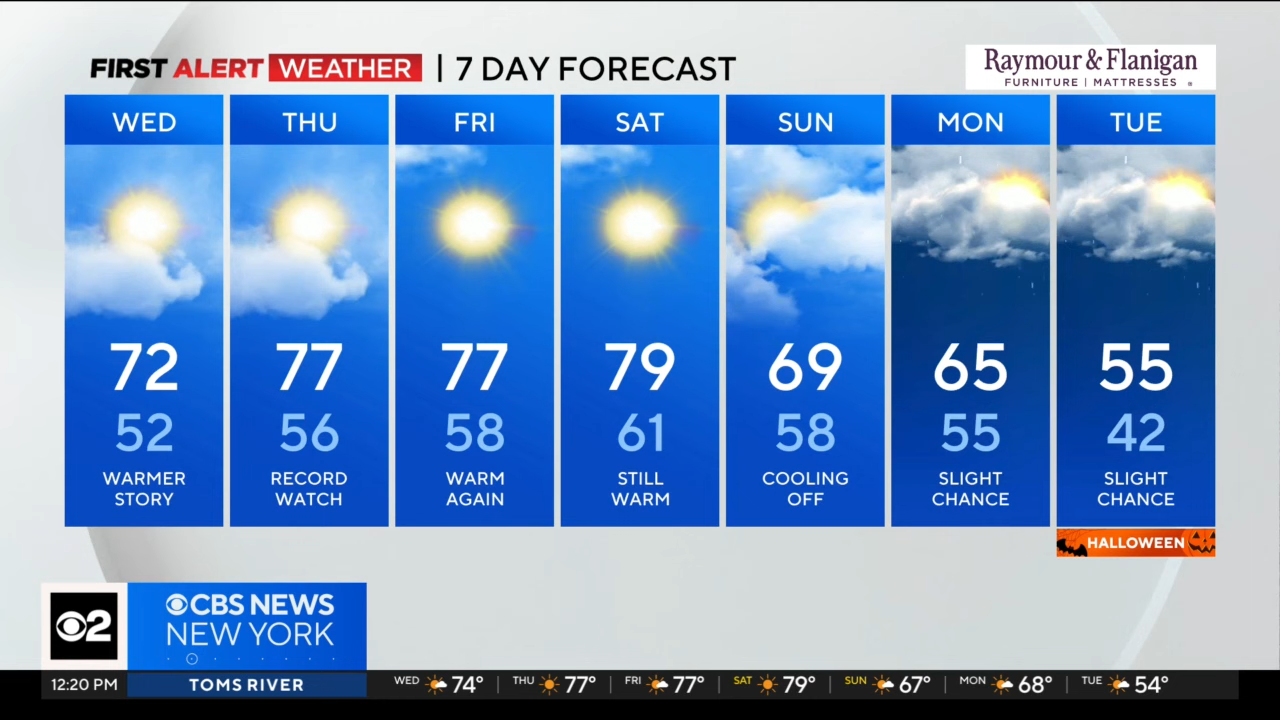 FIRST ALERT WEATHER | 7 DAY FORECAST
Raymour & Flanigan
FURNITURE | MATTRESSES
WED THU FRI SAT SUN MON TUE
72 77 77 79 69 65 55
52 56 58 61 58 55 42
WARMER RECORD WARM STILL COOLING SLIGHT SLIGHT
STORY WATCH AGAIN WARM OFF CHANCE CHANCE
HALLOWEEN
2
CBS NEWS
NEW YORK
12:20 PM TOMS RIVER WED 74° | THU 77° | FRI 77° | SAT 79° | SUN 67° | MON 68° | TUE 54°